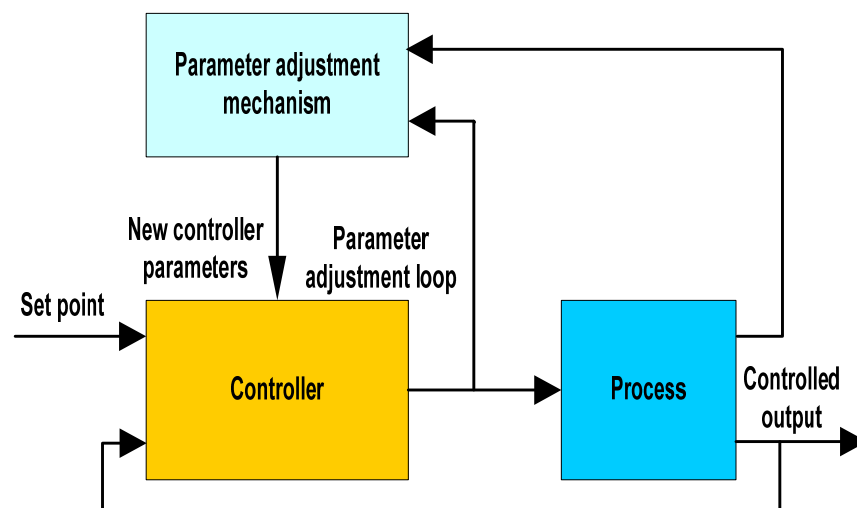 Parameter adjustment
mechanism
New controller
parameters
Parameter
adjustment loop
Set point
Controller
Process
Controlled
output